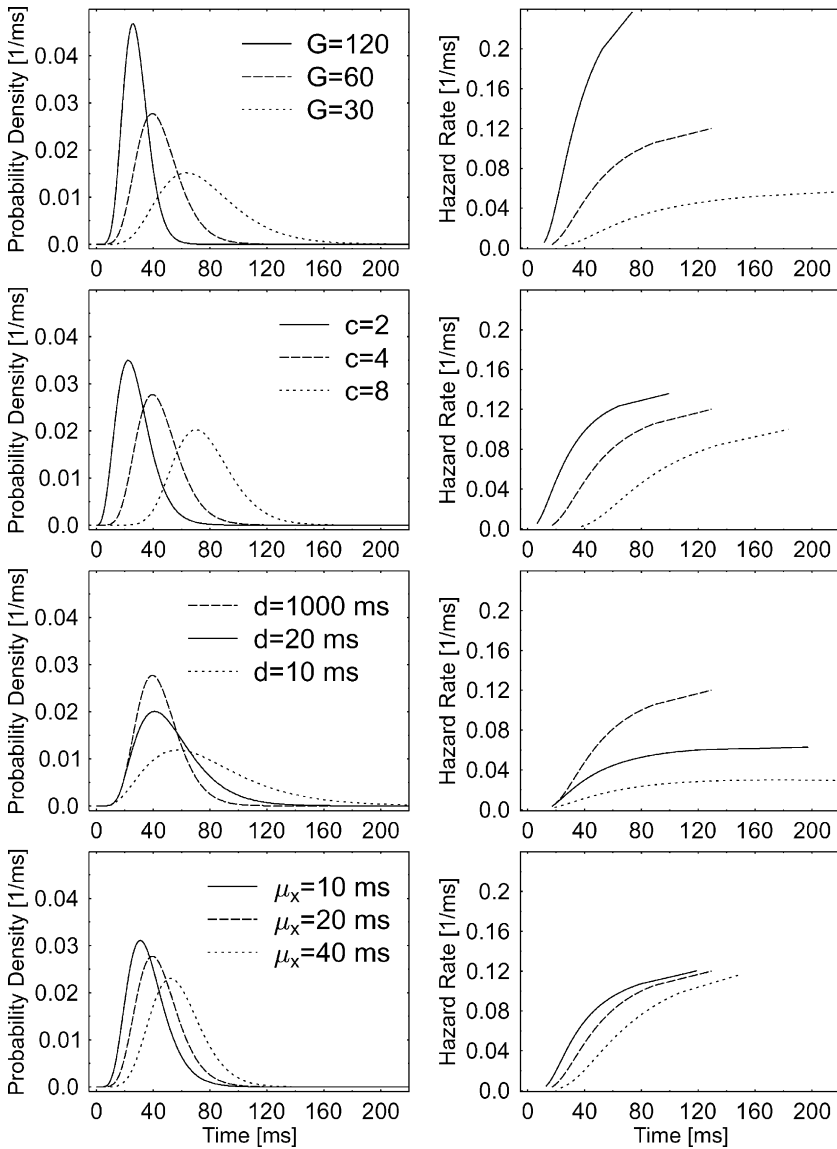 Probability Density [1/ms]
0.04
0.03
0.02
0.01
0.0
G=120
G=60
G=30
0 40 80 120 160 200
Hazard Rate [1/ms]
0.2
0.16
0.12
0.08
0.04
0.0
0 40 80 120 160 200
Probability Density [1/ms]
0.04
0.03
0.02
0.01
0.0
c=2
c=4
c=8
0 40 80 120 160 200
Hazard Rate [1/ms]
0.2
0.16
0.12
0.08
0.04
0.0
0 40 80 120 160 200
Probability Density [1/ms]
0.04
0.03
0.02
0.01
0.0
d=1000 ms
d=20 ms
d=10 ms
0 40 80 120 160 200
Hazard Rate [1/ms]
0.2
0.16
0.12
0.08
0.04
0.0
0 40 80 120 160 200
Probability Density [1/ms]
0.04
0.03
0.02
0.01
0.0
μx=10 ms
μx=20 ms
μx=40 ms
0 40 80 120 160 200
Time [ms]
Hazard Rate [1/ms]
0.2
0.16
0.12
0.08
0.04
0.0
0 40 80 120 160 200
Time [ms]